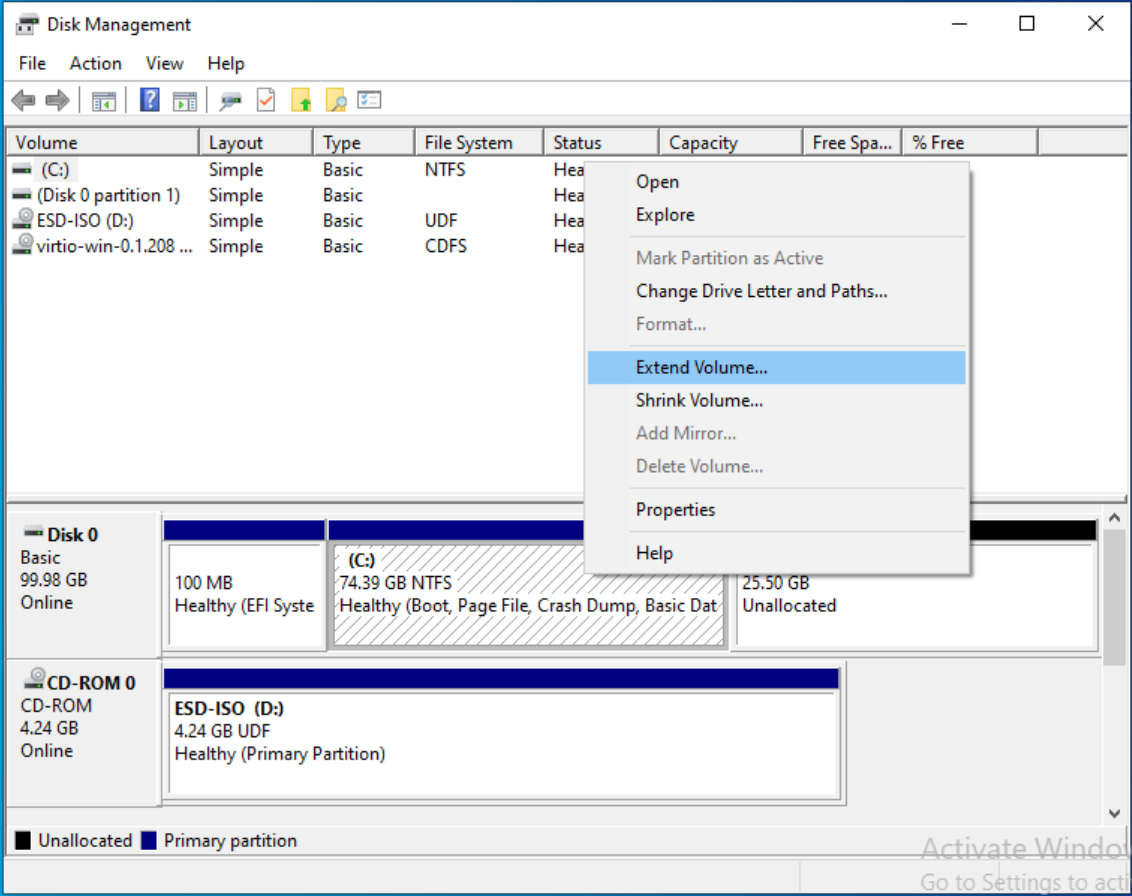 Disk Management
File Action View Help
Volume Layout Type File System Status Capacity Free Spa... % Free
(C:) Simple Basic NTFS Hea
(Disk 0 partition 1) Simple Basic Hea
ESD-ISO (D:) Simple Basic UDF Hea
virtio-win-0.1.208 ... Simple Basic CDFS Hea
Open
Explore
Mark Partition as Active
Change Drive Letter and Paths...
Format...
Extend Volume...
Shrink Volume...
Add Mirror...
Delete Volume...
Properties
Help
Disk 0
Basic
99.98 GB
Online
100 MB
Healthy (EFI Syste
(C:)
74.39 GB NTFS
Healthy (Boot, Page File, Crash Dump, Basic Dat
25.50 GB
Unallocated
CD-ROM 0
CD-ROM
4.24 GB
Online
ESD-ISO (D:)
4.24 GB UDF
Healthy (Primary Partition)
Unallocated Primary partition
Activate Windov
Go to Settings to acti